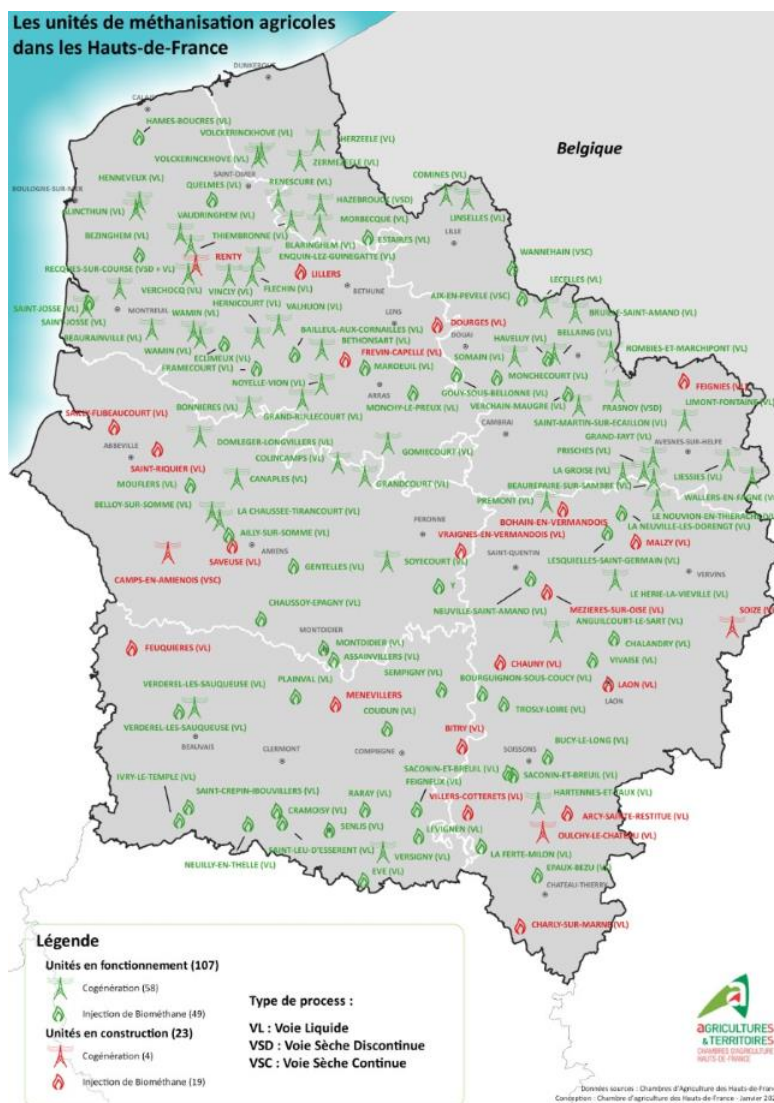 Les unités de méthanisation agricoles
dans les Hauts-de-France
DUNKERQUE
HAMES-BOUCRES (VL)
VOLCKERINCKHOVE (VL)
HERZEELE (VL)
Belgique
VOLCKERINCKHOVE (VL)
ZERMEZEELE (VL)
HENNEVEUX (VL)
SAINT-OMER
RENESCURE (VL)
COMINES (VL)
BOULOGNE-SUR-MER
QUELMES (VL)
HAZEBROUCK (VSD)
LINSELLES (VL)
ALINCTHUN (VL)
VAUDRINGHEM (VL)
MORBECQUE (VL)
BEZINGHEM (VL)
THIEMBRONNE (VL)
BLARINGHEM (VL)
ESTAIRES (VL)
LILLE
RENTY
ENQUIN-LEZ-GUINEGATTE (VL)
WANNEHAIN (VSC)
RECQUES-SUR-COURSE (VSD + VL)
LILLERS
LECELLES (VL)
VERCHOCQ (VL)
VINCLY (VL)
FLECHIN (VL)
BETHUNE
AIX-EN-PEVELE (VSC)
SAINT-JOSSE (VL)
MONTREUIL
HERNICOURT (VL)
VALHUON (VL)
LENS
BRUILLE-SAINT-AMAND (VL)
SAINT-JOSSE (VL)
WAMIN (VL)
BAILLEUL-AUX-CORNAILLES (VL)
DOURGES (VL)
DOUAI
HAVELUY (VL)
BELLAING (VL)
BEAURAINVILLE (VL)
BETHONSART (VL)
ROMBIES-ET-MARCHIPONT (VL)
WAMIN (VL)
ECLIMEUX (VL)
FREVIN-CAPELLE (VL)
SOMAIN (VL)
FRAMECOURT (VL)
MAROEUIL (VL)
MONCHECOURT (VL)
FEIGNIES (VL)
NOYELLE-VION (VL)
ARRAS
GOUY-SOUS-BELLONNE (VL)
LIMONT-FONTAINE (VL)
MONCHY-LE-PREUX (VL)
VERCHAIN-MAUGRE (VL)
FRASNOY (VSD)
BONNIERES (VL)
GRAND-RULLECOURT (VL)
CAMBRAI
SAINT-MARTIN-SUR-ECAILLON (VL)
SAILLY-FLIBEAUCOURT (VL)
GRAND-FAYT (VL)
AVESNES-SUR-HELPE
DOMLEGER-LONGVILLERS (VL)
GOMIECOURT (VL)
PRISCHES (VL)
ABBEVILLE
SAINT-RIQUIER (VL)
COLINCAMPS (VL)
LA GROISE (VL)
LIESSIES (VL)
MOUFLERS (VL)
CANAPLES (VL)
GRANDCOURT (VL)
BEAUREPAIRE-SUR-SAMBRE (VL)
WALLERS-EN-FAGNE (V
BELLOY-SUR-SOMME (VL)
PREMONT (VL)
LE NOUVION-EN-THIERACHE (VL)
LA CHAUSSEE-TIRANCOURT (VL)
BOHAIN-EN-VERMANDOIS
LA NEUVILLE-LES-DORENGT (VL)
AILLY-SUR-SOMME (VL)
PERONNE
VRAIGNES-EN-VERMANDOIS (VL)
MALZY (VL)
SAVEUSE (VL)
AMIENS
LESQUIELLES-SAINT-GERMAIN (VL)
CAMPS-EN-AMIENOIS (VSC)
GENTELLES (VL)
SOYECOURT (VL)
SAINT-QUENTIN
VERVINS
LE HERIE-LA-VIEVILLE (VL)
CHAUSSOY-EPAGNY (VL)
NEUVILLE-SAINT-AMAND (VL)
MEZIERES-SUR-OISE (VL)
SOIZE (V
ANGUILCOURT-LE-SART (VL)
MONTDIDIER
CHALANDRY (VL)
FEUQUIERES (VL)
MONTDIDIER (VL)
ASSAINVILLERS (VL)
CHAUNY (VL)
VIVAISE (VL)
VERDEREL-LES-SAUQUEUSE (VL)
PLAINVAL (VL)
SEMPIGNY (VL)
BOURGUIGNON-SOUS-COUCY (VL)
LAON (VL)
MENEVILLERS
LAON
VERDEREL-LES-SAUQUEUSE (VL)
COUDUN (VL)
TROSLY-LOIRE (VL)
BEAUVAIS
BITRY (VL)
BUCY-LE-LONG (VL)
CLERMONT
COMPIEGNE
SOISSONS
IVRY-LE-TEMPLE (VL)
SACONIN-ET-BREUIL (VL)
SACONIN-ET-BREUIL (VL)
FEIGNEUX (VL)
HARTENNES-ET-TAUX (VL)
SAINT-CREPIN-IBOUVILLERS (VL)
RARAY (VL)
VILLERS-COTTERETS (VL)
CRAMOISY (VL)
ARCY-SAINTE-RESTITUE (VL)
SENLIS (VL)
LEVIGNEN (VL)
OULCHY-LE-CHATEAU (VL)
SAINT-LEU-D'ESSERENT (VL)
LA FERTE-MILON (VL)
NEUILLY-EN-THELLE (VL)
VERSIGNY (VL)
EVE (VL)
EPAUX-BEZU (VL)
CHATEAU-THIERRY
CHARLY-SUR-MARNE (VL)
Légende
Unités en fonctionnement (107)
Cogénération (58)
Injection de Biométhane (49)
Unités en construction (23)
Cogénération (4)
Injection de Biométhane (19)
Type de process :
VL : Voie Liquide
VSD : Voie Sèche Discontinue
VSC : Voie Sèche Continue
AGRICULTURES
& TERRITOIRES
CHAMBRES D'AGRICULTURE
HAUTS-DE-FRANCE
Données sources : Chambres d'Agriculture des Hauts-de-Fran
Conception : Chambre d'agriculture des Hauts-de-France - Janvier 202